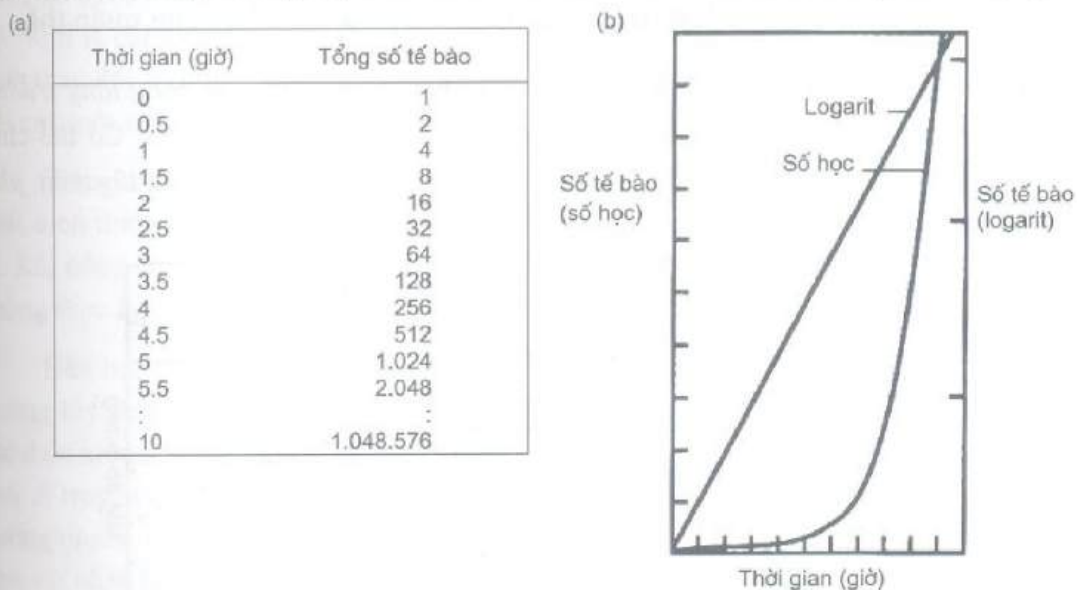 (a)
Thời gian (giờ) Tổng số tế bào
0 1
0.5 2
1 4
1.5 8
2 16
2.5 32
3 64
3.5 128
4 256
4.5 512
5 1.024
5.5 2.048
: :
10 1.048.576
(b)
Logarit
Số học
Số tế bào
(số học)
Số tế bào
(logarit)
Thời gian (giờ)